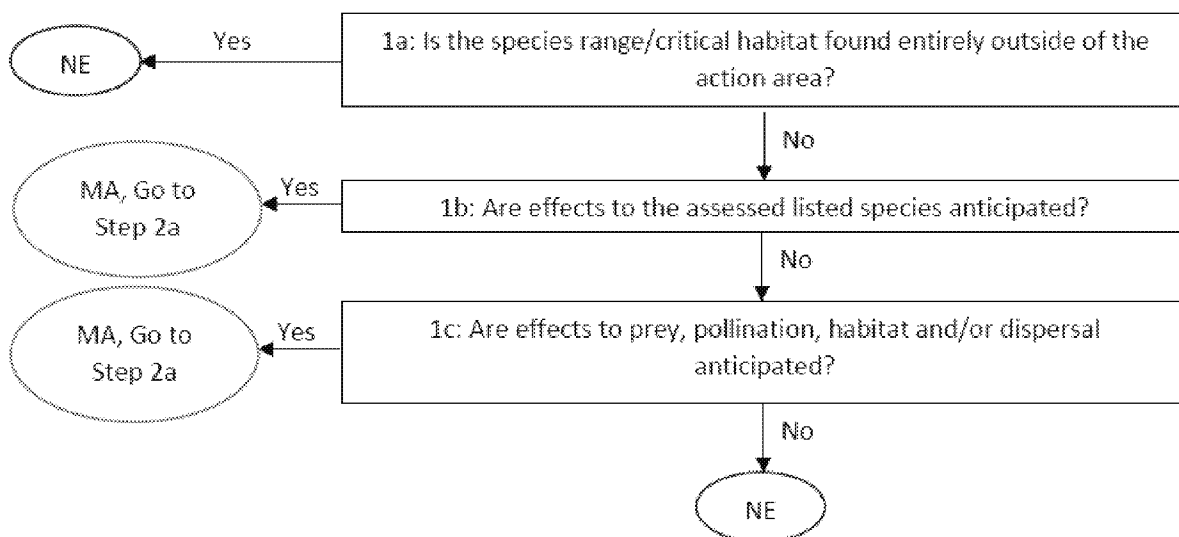 Yes
1a: Is the species range/critical habitat found entirely outside of the
action area?
NE
No
MA, Go to
Step 2a
Yes
1b: Are effects to the assessed listed species anticipated?
No
MA, Go to
Step 2a
Yes
1c: Are effects to prey, pollination, habitat and/or dispersal
anticipated?
No
NE